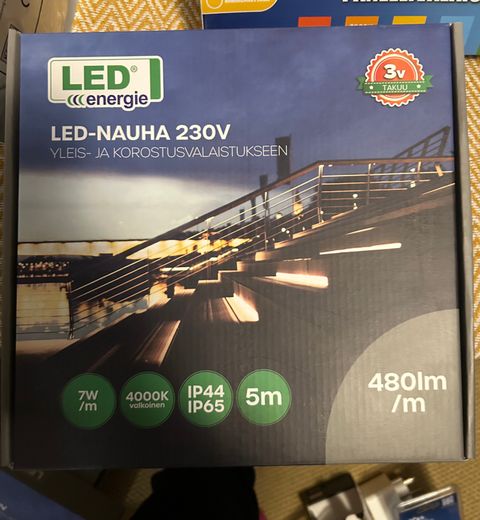 LED®
energie
3v
TAKUU
LED-NAUHA 230V
YLEIS- JA KOROSTUSVALAISTUKSEEN
7W
/m
4000K
valkoinen
IP44
IP65
5m
480lm
/m